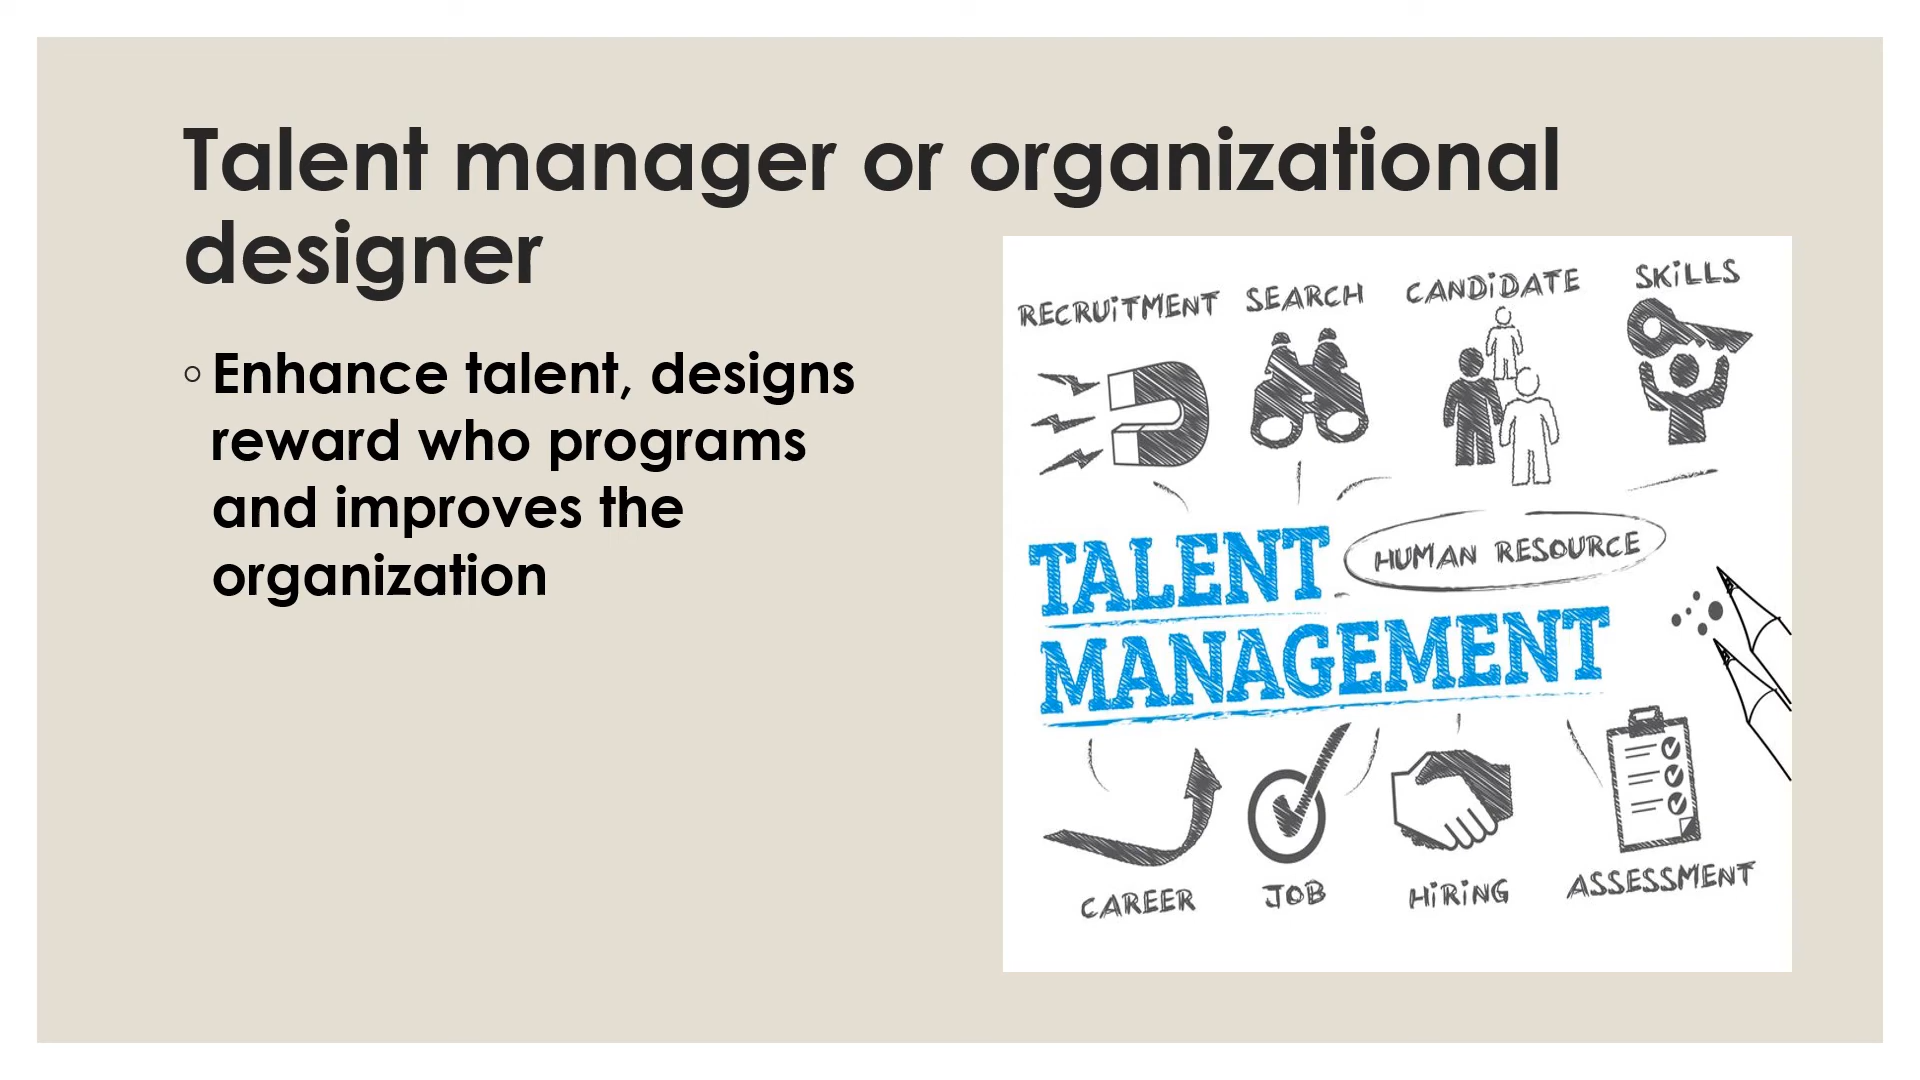 Talent manager or organizational
designer
◦ Enhance talent, designs
reward who programs
and improves the
organization
RECRUiTMENT SEARCH CANDiDATE SKiLLS
TALENT HUMAN RESOURCE
MANAGEMENT
CAREER JOB HiRiNG ASSESSMENT